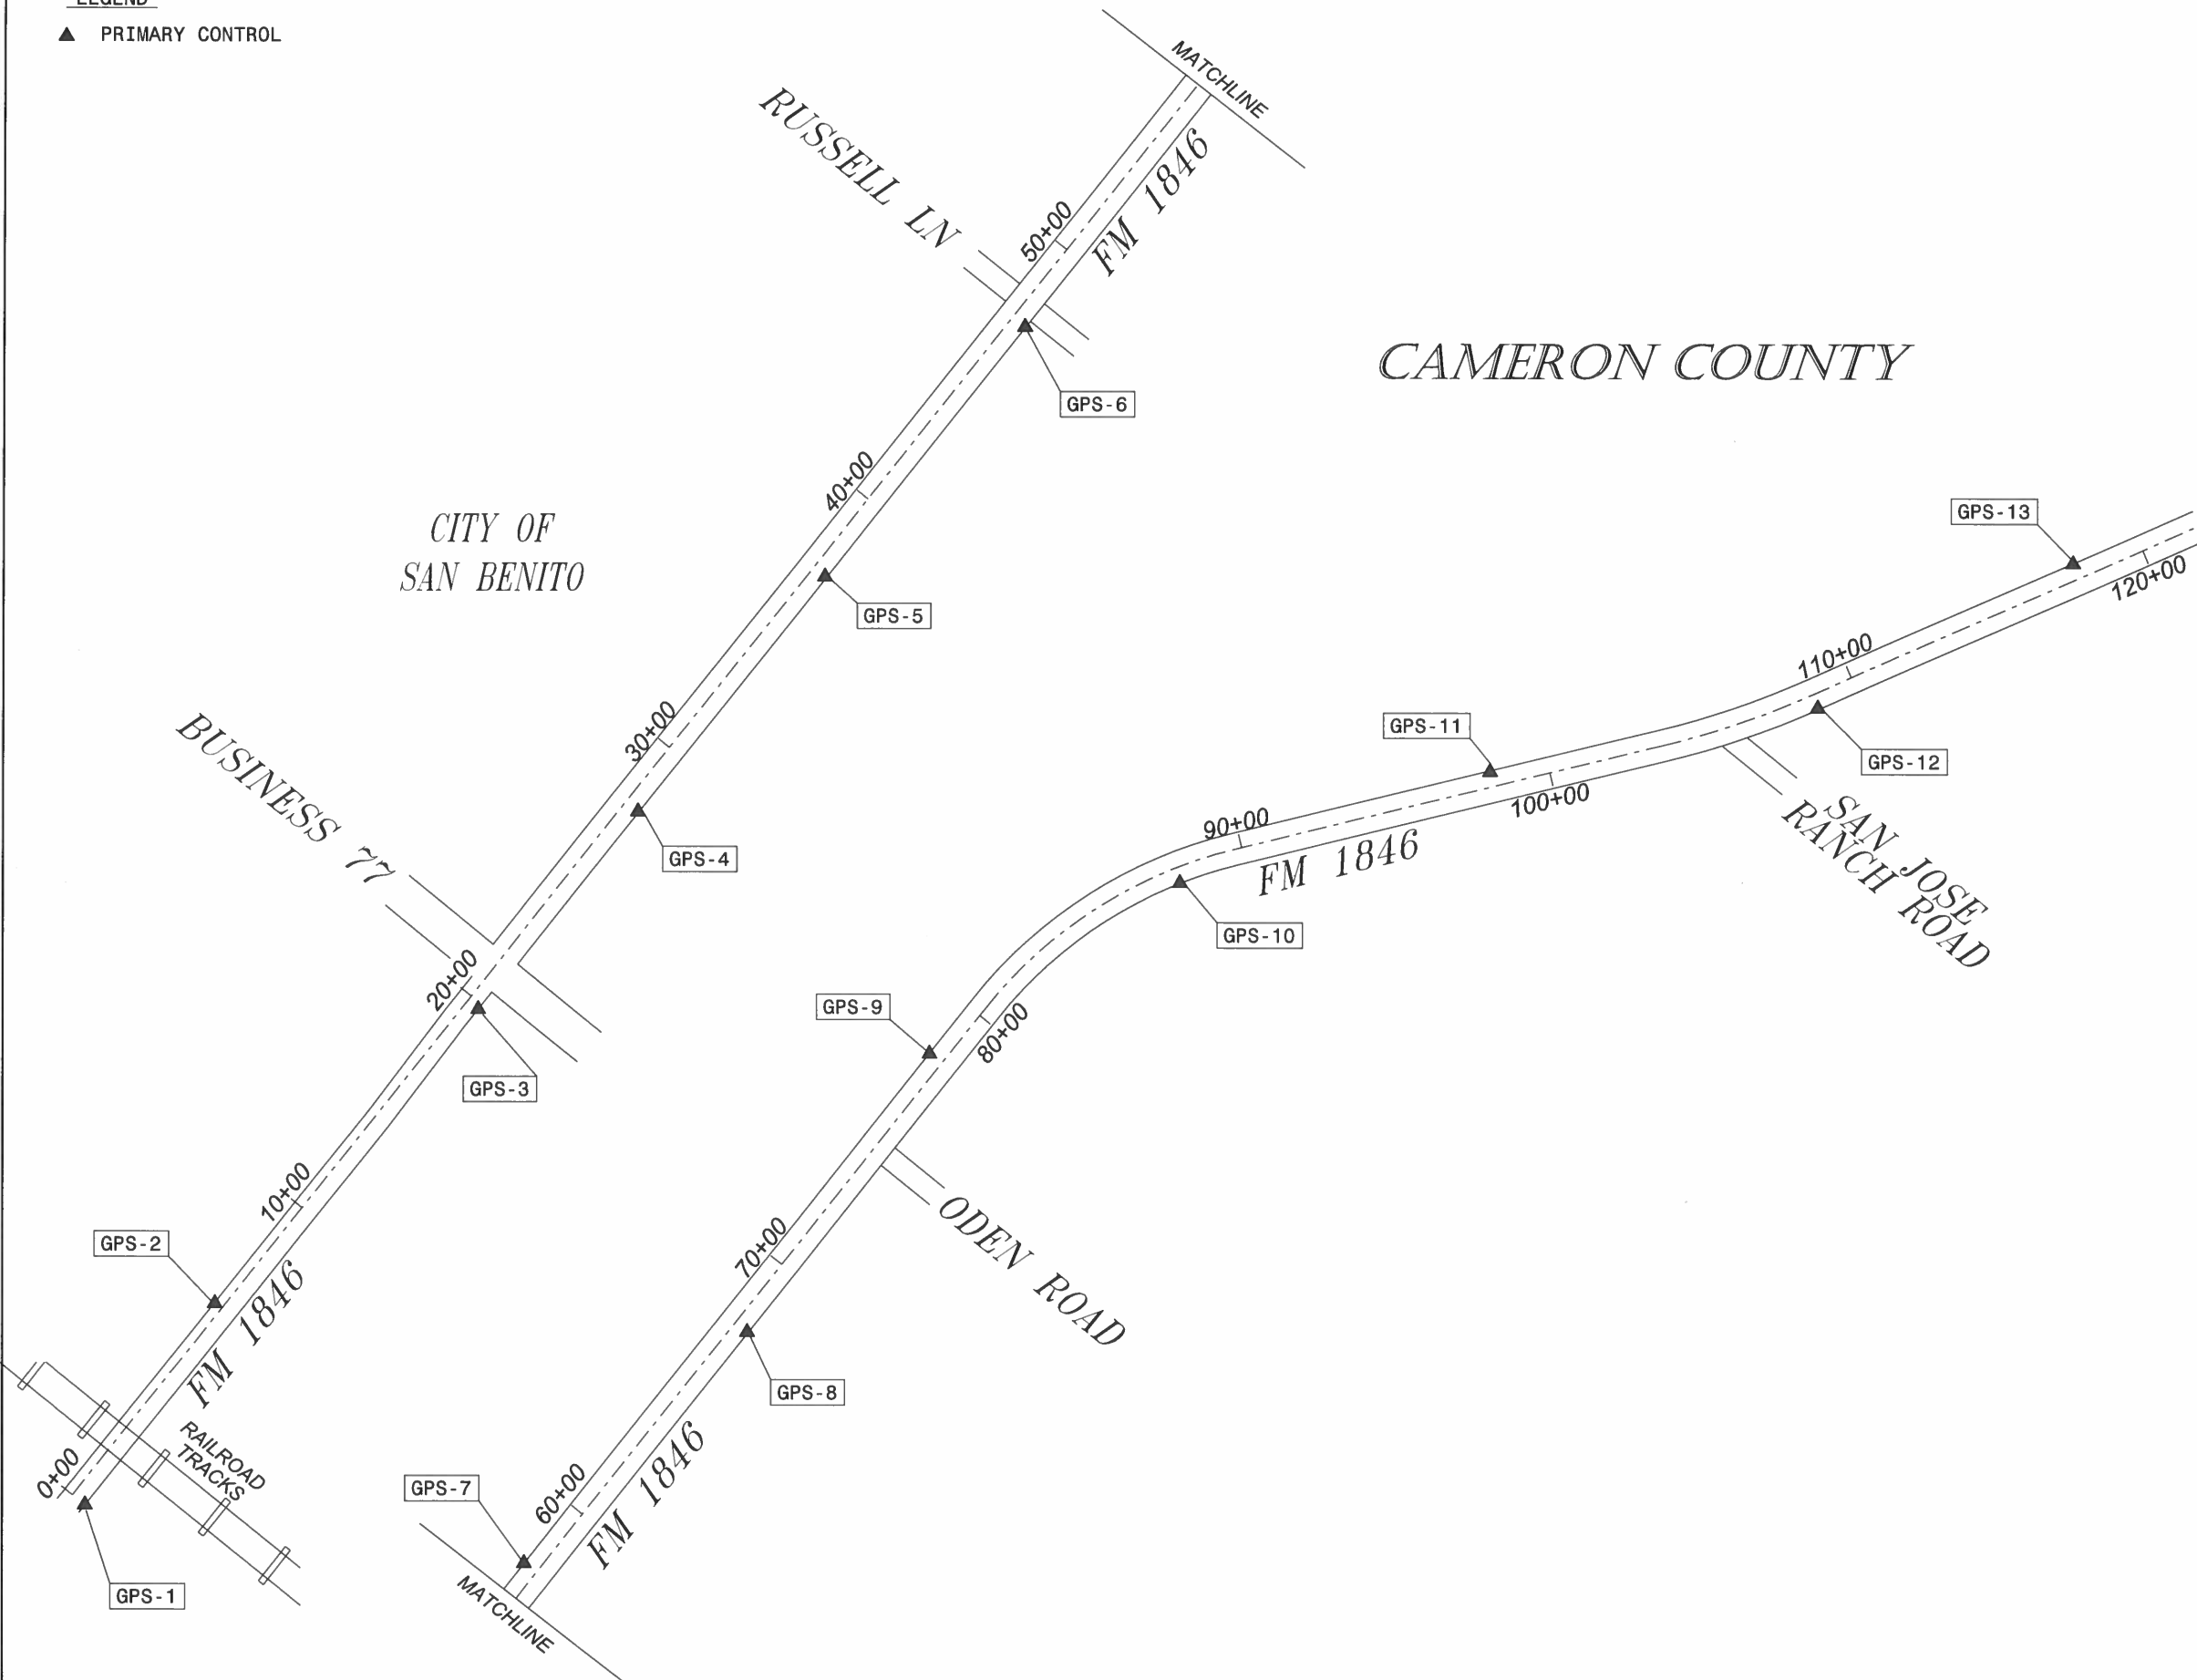 LEGEND
▲ PRIMARY CONTROL
MATCHLINE
RUSSELL LN
FM 1846
50+00
CAMERON COUNTY
GPS-6
40+00
CITY OF
SAN BENITO
GPS-5
GPS-13
120+00
30+00
110+00
BUSINESS 77
GPS-11
GPS-12
GPS-4
100+00
90+00
FM 1846
SAN JOSE
RANCH ROAD
GPS-10
20+00
GPS-9
80+00
GPS-3
10+00
GPS-2
ODEN ROAD
70+00
FM 1846
GPS-8
RAILROAD
TRACKS
0+00
GPS-7
60+00
FM 1846
GPS-1
MATCHLINE